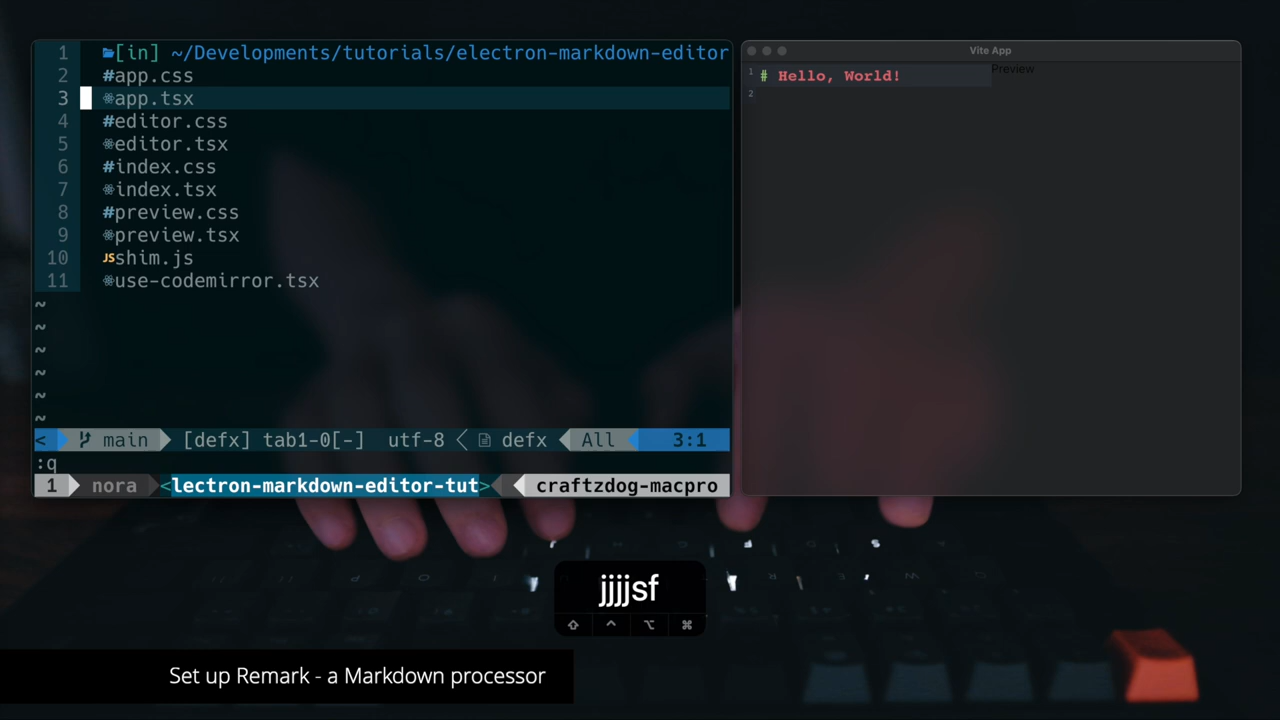 1 [in] ~/Developments/tutorials/electron-markdown-editor
2 #app.css
3 app.tsx
4 #editor.css
5 editor.tsx
6 #index.css
7 index.tsx
8 #preview.css
9 preview.tsx
10 JS shim.js
11 use-codemirror.tsx
~
~
~
~
~
~
< main [defx] tab1-0[-] utf-8 < defx All 3:1
:q
1 nora <lectron-markdown-editor-tut> craftzdog-macpro
Vite App
1 # Hello, World!
2
Preview
jjjjsf
Set up Remark - a Markdown processor